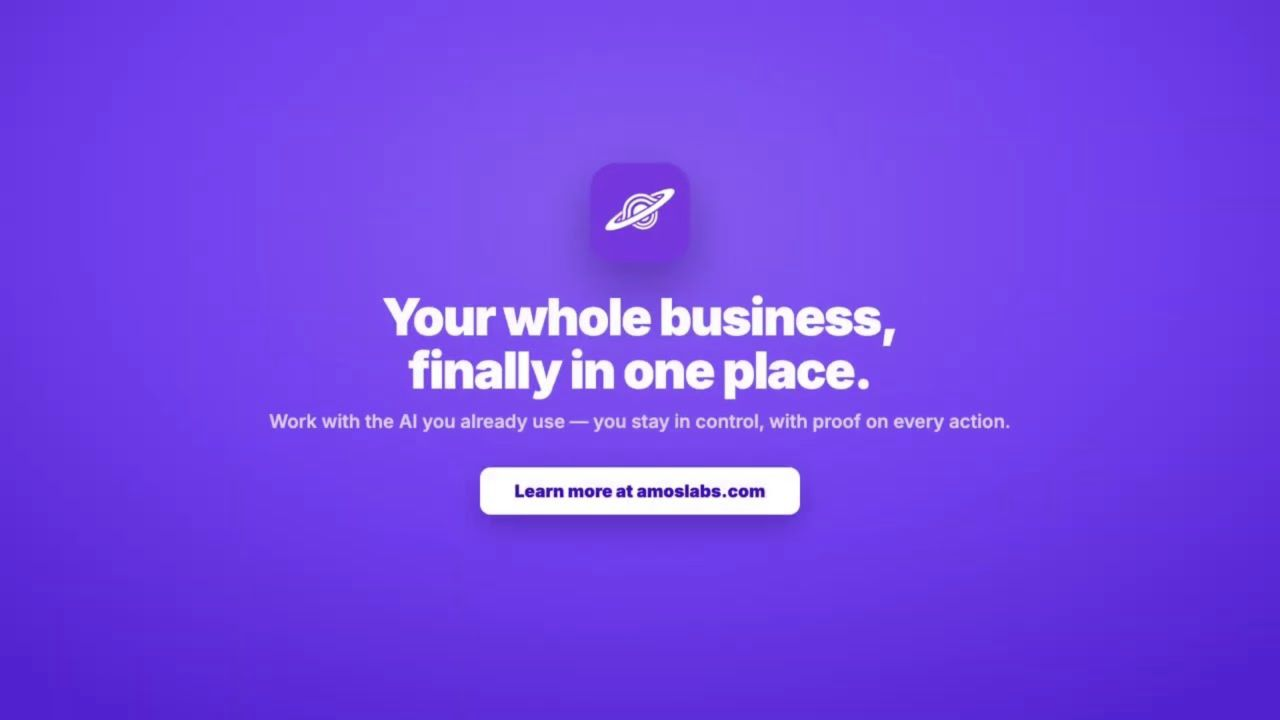 Your whole business,
finally in one place.
Work with the AI you already use — you stay in control, with proof on every action.
Learn more at amoslabs.com